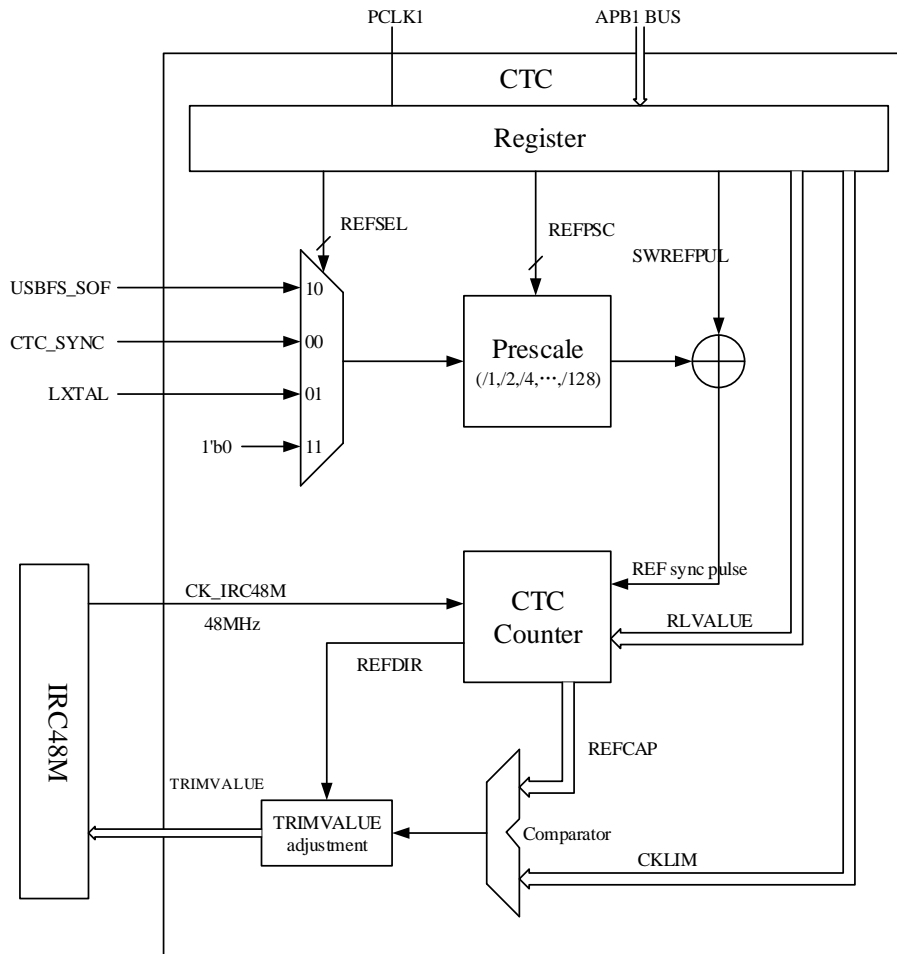 PCLK1
APB1 BUS
CTC
Register
REFSEL
REFPSC
SWREFPUL
USBFS_SOF
10
CTC_SYNC
00
LXTAL
01
1'b0
11
Prescale
(/1,/2,/4,⋯,/128)
REF sync pulse
CK_IRC48M
48MHz
CTC
Counter
RLVALUE
REFDIR
IRC48M
REFCAP
TRIMVALUE
TRIMVALUE
adjustment
Comparator
CKLIM